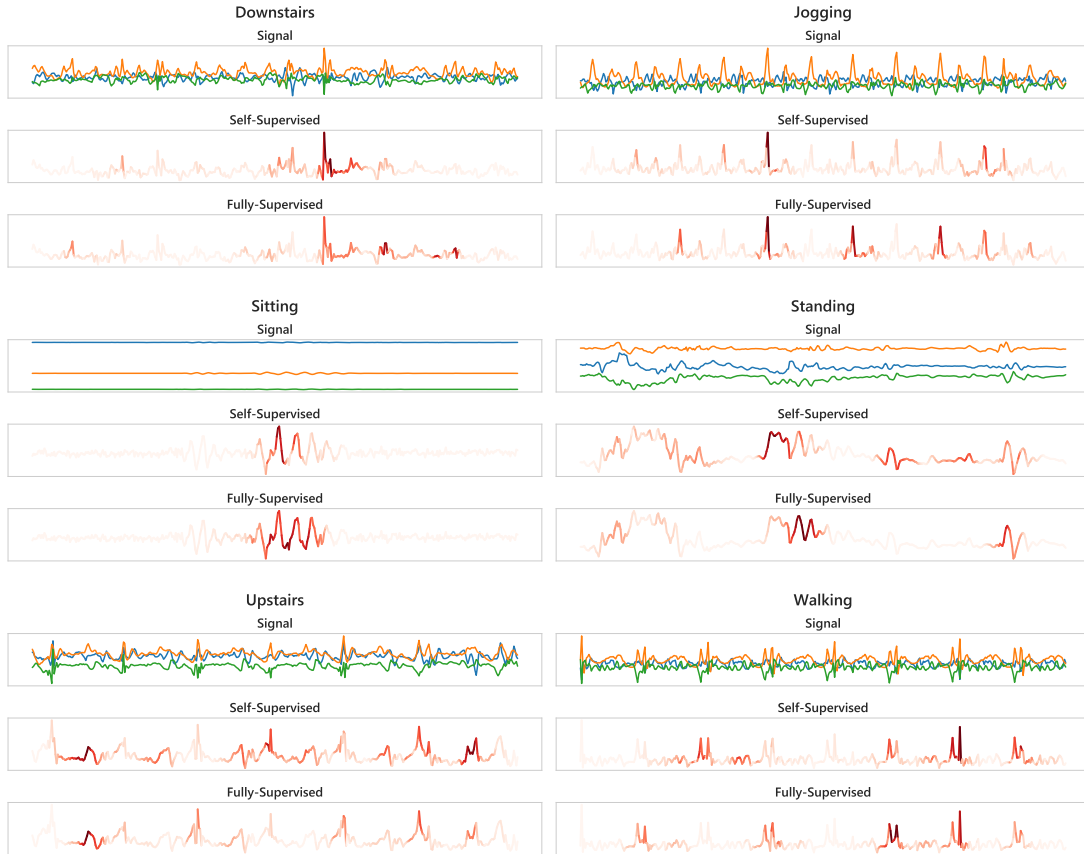 Downstairs
Signal
Self-Supervised
Fully-Supervised
Jogging
Signal
Self-Supervised
Fully-Supervised
Sitting
Signal
Self-Supervised
Fully-Supervised
Standing
Signal
Self-Supervised
Fully-Supervised
Upstairs
Signal
Self-Supervised
Fully-Supervised
Walking
Signal
Self-Supervised
Fully-Supervised